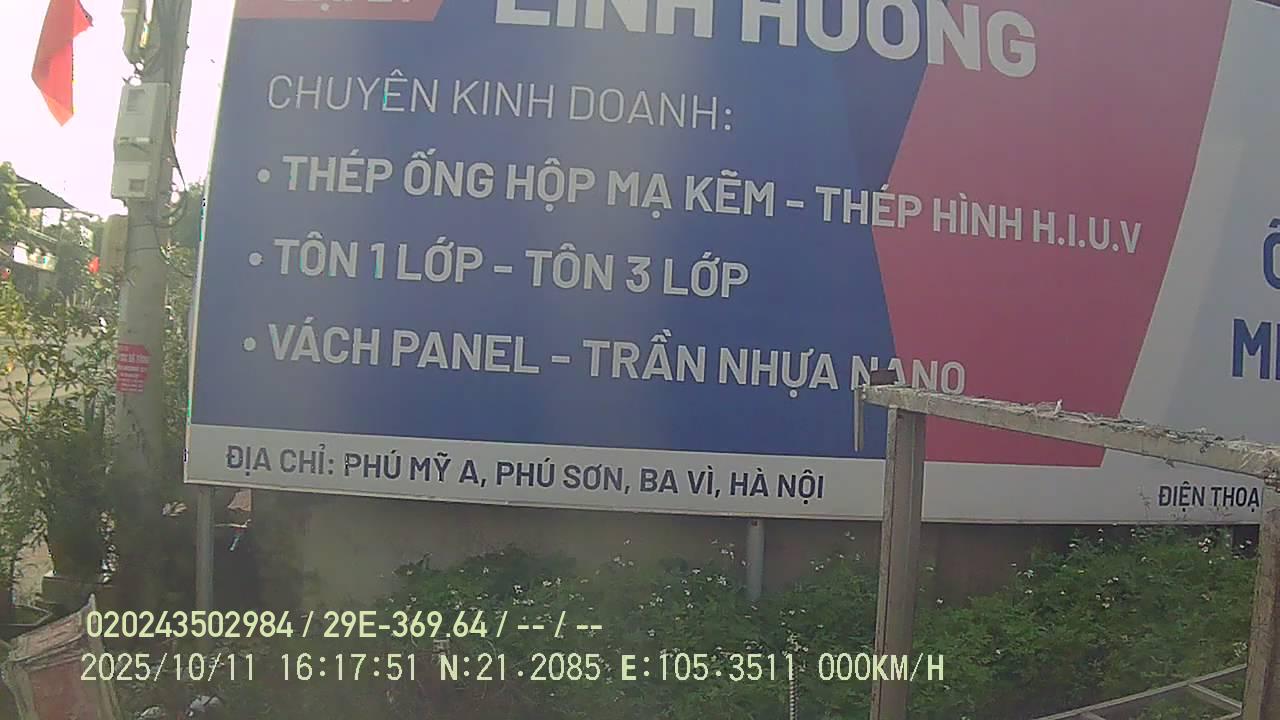 LINH HƯƠNG
CHUYÊN KINH DOANH:
• THÉP ỐNG HỘP MẠ KẼM - THÉP HÌNH H.I.U.V
• TÔN 1 LỚP - TÔN 3 LỚP
• VÁCH PANEL - TRẦN NHỰA NANO
ĐỊA CHỈ: PHÚ MỸ A, PHÚ SƠN, BA VÌ, HÀ NỘI
ĐIỆN THOẠI
020243502984 / 29E-369.64 / -- / --
2025/10/11 16:17:51 N:21.2085 E:105.3511 000KM/H